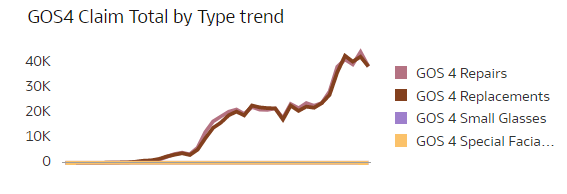 GOS4 Claim Total by Type trend
40K
30K
20K
10K
0
GOS 4 Repairs
GOS 4 Replacements
GOS 4 Small Glasses
GOS 4 Special Facia...